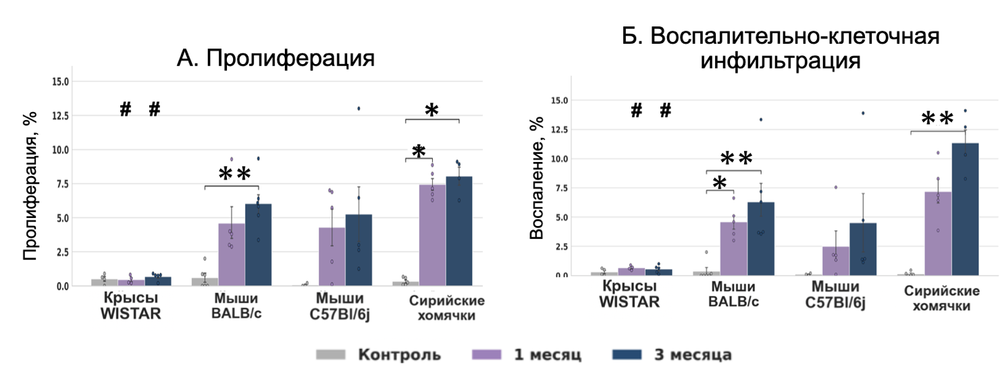 А. Пролиферация
Пролиферация, %
15.0
12.5
10.0
7.5
5.0
2.5
0.0
# #
**
*
*
Крысы
WISTAR
Мыши
BALB/c
Мыши
C57Bl/6j
Сирийские
хомячки
Б. Воспалительно-клеточная
инфильтрация
Воспаление, %
15.0
12.5
10.0
7.5
5.0
2.5
0.0
# #
**
*
**
Крысы
WISTAR
Мыши
BALB/c
Мыши
C57Bl/6j
Сирийские
хомячки
Контроль 1 месяц 3 месяца